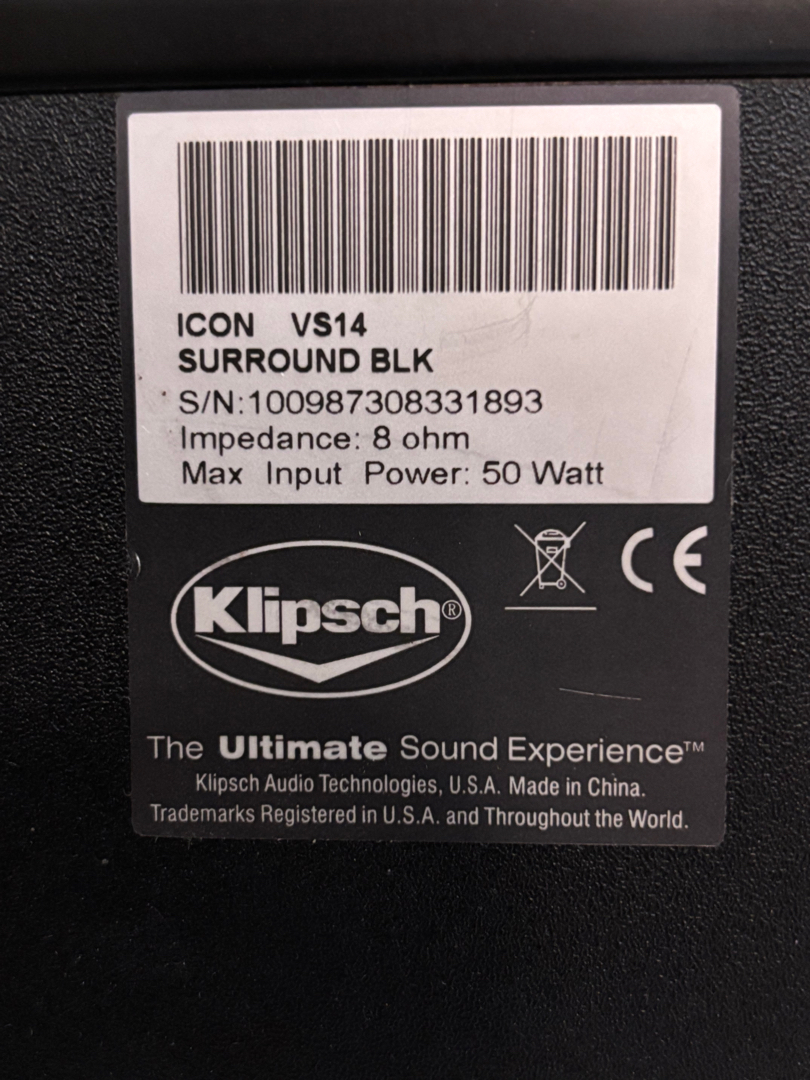 ICON VS14
SURROUND BLK
S/N:100987308331893
Impedance: 8 ohm
Max Input Power: 50 Watt
CE
Klipsch®
The Ultimate Sound Experience™
Klipsch Audio Technologies, U.S.A. Made in China.
Trademarks Registered in U.S.A. and Throughout the World.